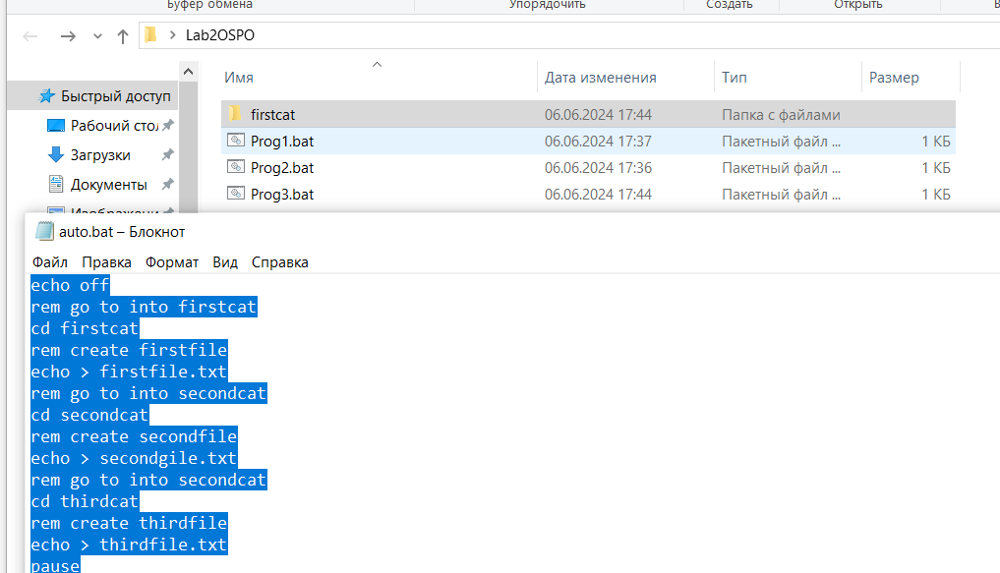 Буфер обмена Упорядочить Создать Открыть
Lab2OSPO
Имя Дата изменения Тип Размер
Быстрый доступ
Рабочий сто
Загрузки
Документы
Изображени
firstcat 06.06.2024 17:44 Папка с файлами
Prog1.bat 06.06.2024 17:37 Пакетный файл ... 1 КБ
Prog2.bat 06.06.2024 17:36 Пакетный файл ... 1 КБ
Prog3.bat 06.06.2024 17:44 Пакетный файл ... 1 КБ
auto.bat – Блокнот
Файл Правка Формат Вид Справка
echo off
rem go to into firstcat
cd firstcat
rem create firstfile
echo > firstfile.txt
rem go to into secondcat
cd secondcat
rem create secondfile
echo > secondgile.txt
rem go to into secondcat
cd thirdcat
rem create thirdfile
echo > thirdfile.txt
pause